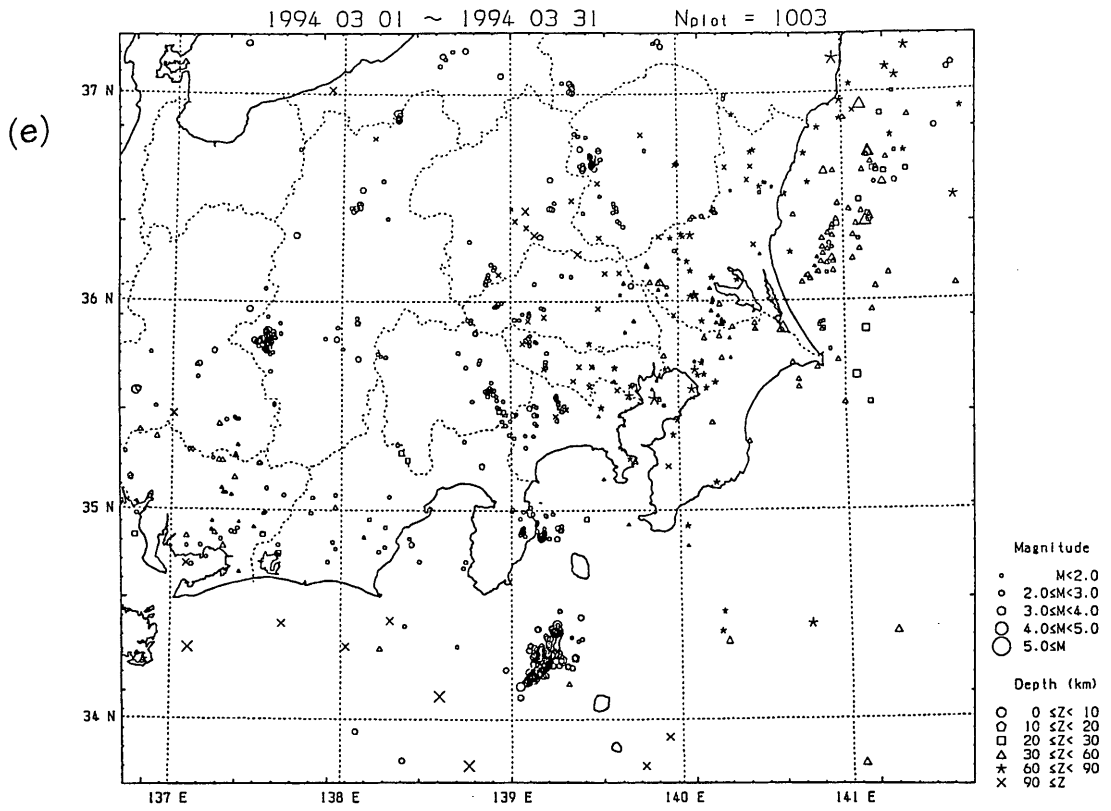 1994 03 01 ~ 1994 03 31 Nplot = 1003
(e)
37 N
36 N
35 N
34 N
137 E 138 E 139 E 140 E 141 E
Magnitude
M<2.0
2.0≤M<3.0
3.0≤M<4.0
4.0≤M<5.0
5.0≤M
Depth (km)
0 ≤Z< 10
10 ≤Z< 20
20 ≤Z< 30
30 ≤Z< 60
60 ≤Z< 90
90 ≤Z